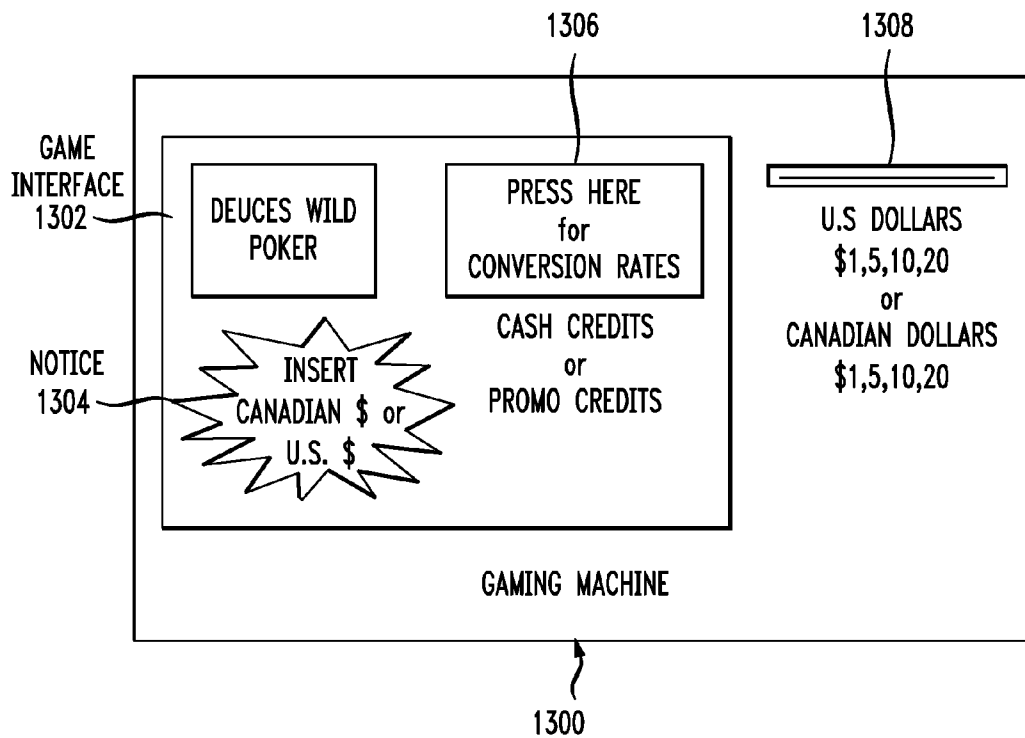 1306
1308
GAME
INTERFACE
1302
DEUCES WILD
POKER
PRESS HERE
for
CONVERSION RATES
CASH CREDITS
or
PROMO CREDITS
U.S DOLLARS
$1,5,10,20
or
CANADIAN DOLLARS
$1,5,10,20
NOTICE
1304
INSERT
CANADIAN $ or
U.S. $
GAMING MACHINE
1300